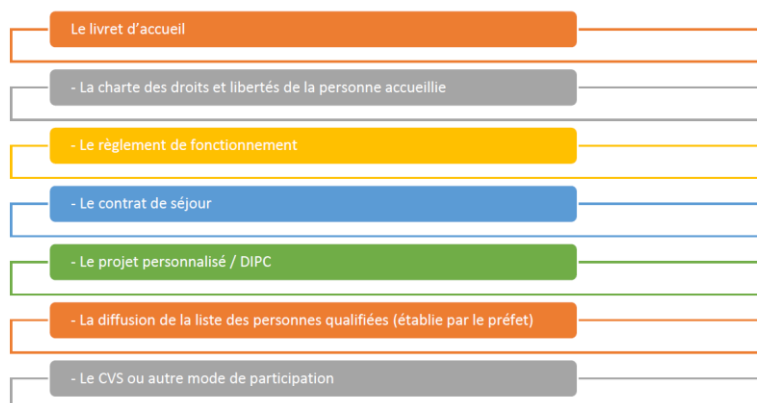 Le livret d’accueil
- La charte des droits et libertés de la personne accueillie
- Le règlement de fonctionnement
- Le contrat de séjour
- Le projet personnalisé / DIPC
- La diffusion de la liste des personnes qualifiées (établie par le préfet)
- Le CVS ou autre mode de participation